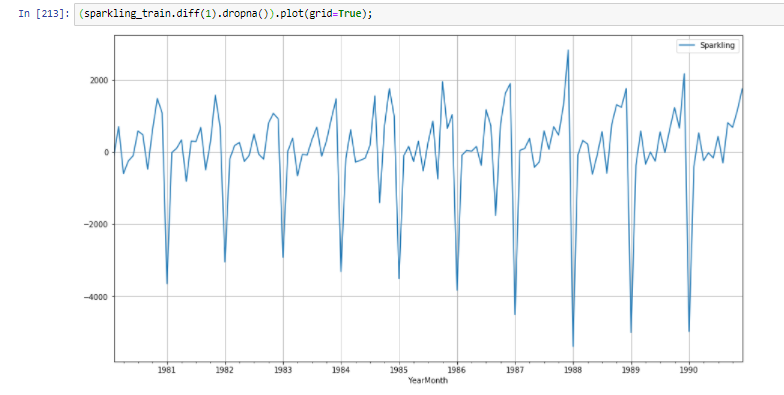 In [213]: (sparkling_train.diff(1).dropna()).plot(grid=True);
Sparkling
2000
0
−2000
−4000
1981 1982 1983 1984 1985 1986 1987 1988 1989 1990
YearMonth